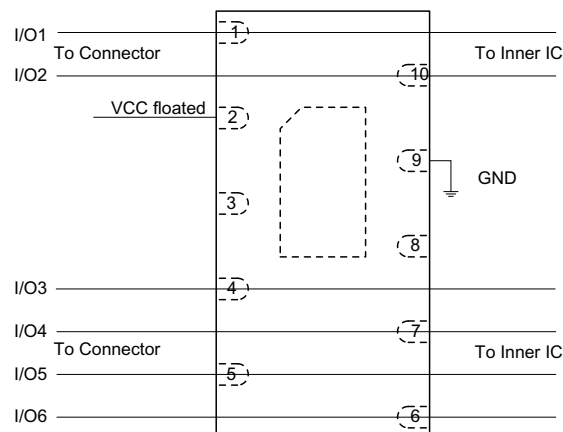 I/O1
1
To Connector
To Inner IC
I/O2
10
VCC floated
2
9
GND
3
8
I/O3
4
I/O4
7
To Connector
To Inner IC
I/O5
5
I/O6
6